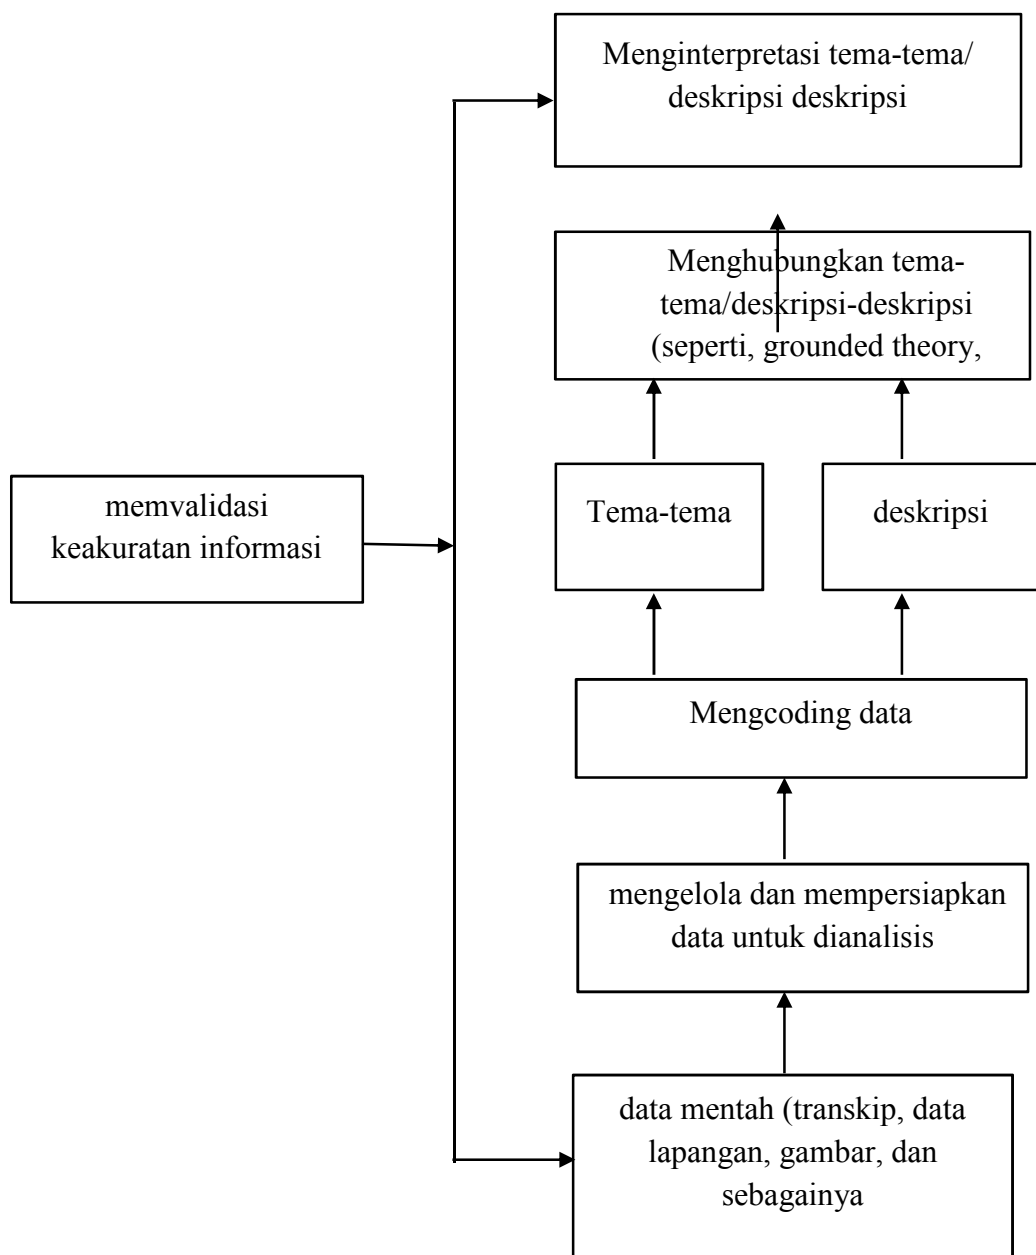 Menginterpretasi tema-tema/
deskripsi deskripsi
Menghubungkan tema-
tema/deskripsi-deskripsi
(seperti, grounded theory,
memvalidasi
keakuratan informasi
Tema-tema
deskripsi
Mengcoding data
mengelola dan mempersiapkan
data untuk dianalisis
data mentah (transkip, data
lapangan, gambar, dan
sebagainya